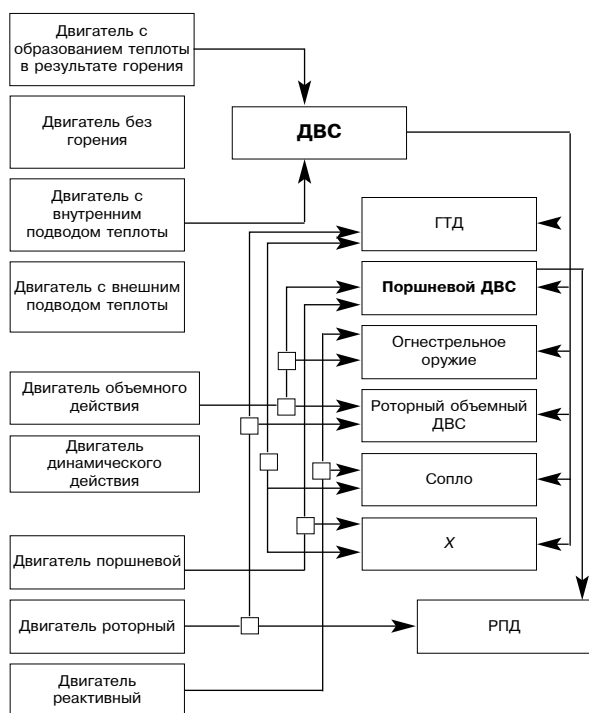 Двигатель с
образованием теплоты
в результате горения
Двигатель без
горения
ДВС
Двигатель с
внутренним
подводом теплоты
ГТД
Двигатель с внешним
подводом теплоты
Поршневой ДВС
Огнестрельное
оружие
Двигатель объемного
действия
Роторный объемный
ДВС
Двигатель
динамического
действия
Сопло
X
Двигатель поршневой
Двигатель роторный
РПД
Двигатель
реактивный